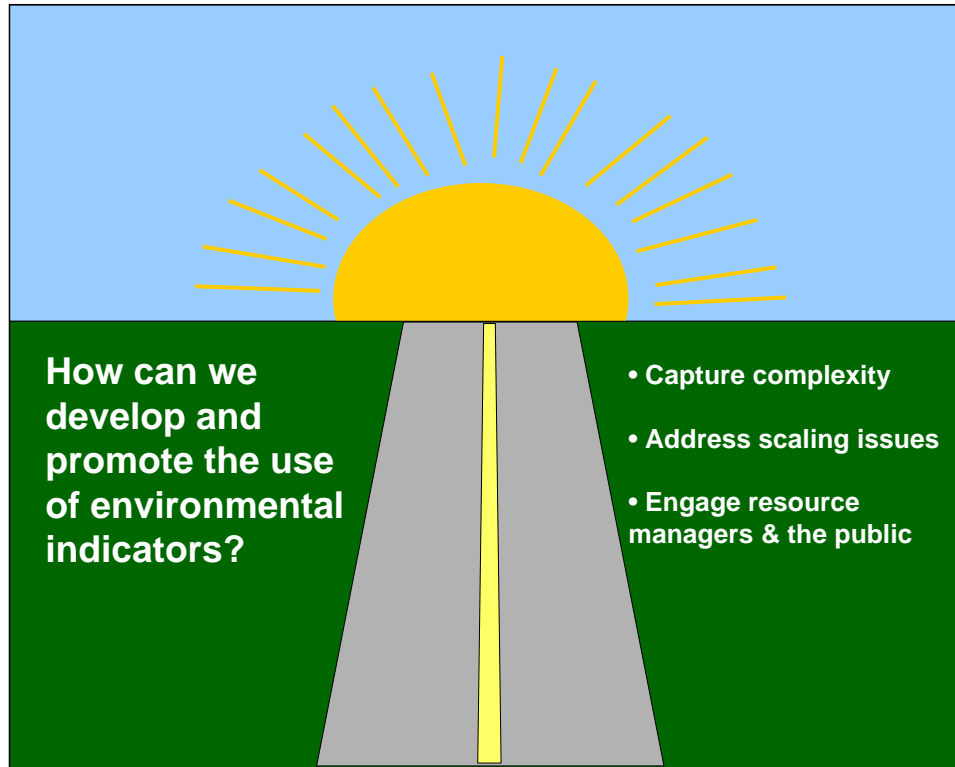 How can we
develop and
promote the use
of environmental
indicators?
• Capture complexity
• Address scaling issues
• Engage resource
managers & the public